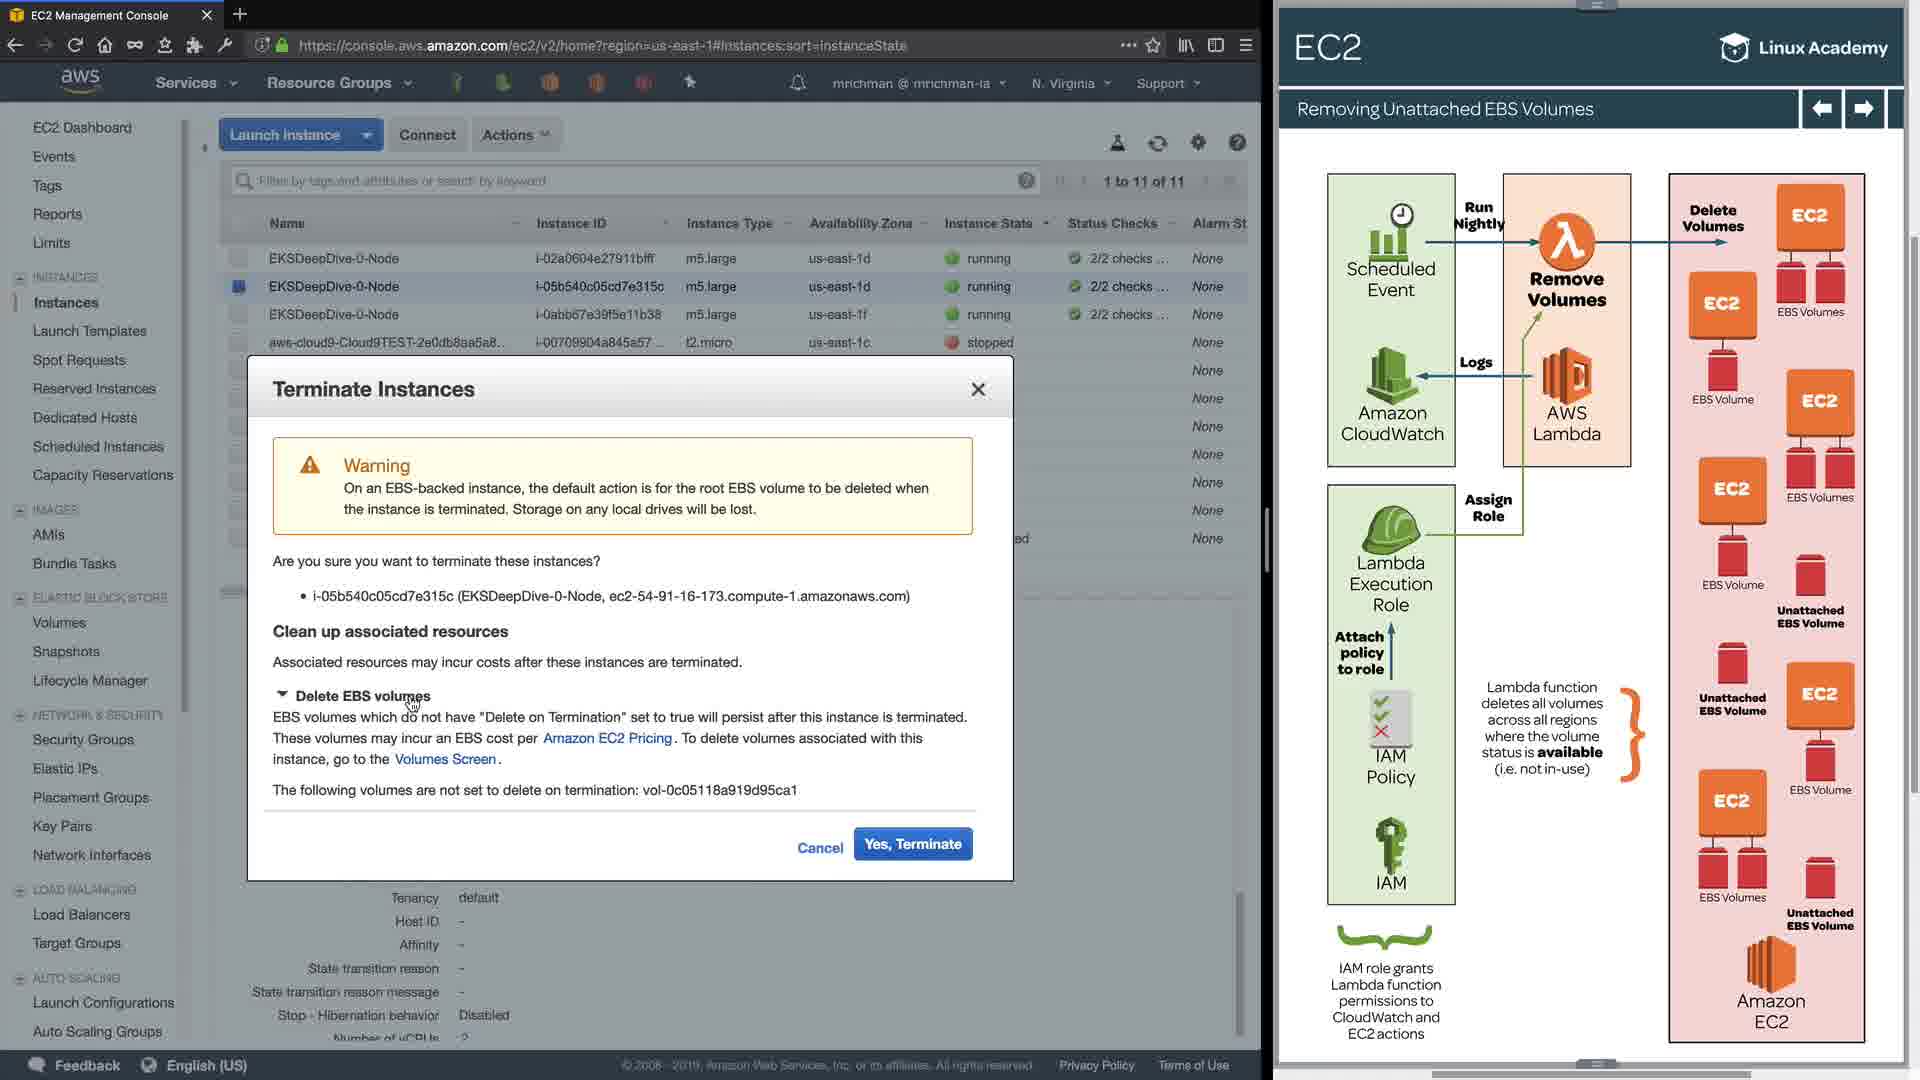 EC2 Management Console
https://console.aws.amazon.com/ec2/v2/home?region=us-east-1#Instances:sort=instanceState
aws
Services
Resource Groups
mrichman @ mrichman-la
N. Virginia
Support
EC2 Dashboard
Events
Tags
Reports
Limits
INSTANCES
Instances
Launch Templates
Spot Requests
Reserved Instances
Dedicated Hosts
Scheduled Instances
Capacity Reservations
IMAGES
AMIs
Bundle Tasks
ELASTIC BLOCK STORE
Volumes
Snapshots
Lifecycle Manager
NETWORK & SECURITY
Security Groups
Elastic IPs
Placement Groups
Key Pairs
Network Interfaces
LOAD BALANCING
Load Balancers
Target Groups
AUTO SCALING
Launch Configurations
Auto Scaling Groups
Launch Instance
Connect
Actions
Filter by tags and attributes or search by keyword
1 to 11 of 11
Name Instance ID Instance Type Availability Zone Instance State Status Checks Alarm St
EKSDeepDive-0-Node i-02a0604e27911bfff m5.large us-east-1d running 2/2 checks ... None
EKSDeepDive-0-Node i-05b540c05cd7e315c m5.large us-east-1d running 2/2 checks ... None
EKSDeepDive-0-Node i-0abb67e39f5e11b38 m5.large us-east-1f running 2/2 checks ... None
aws-cloud9-Cloud9TEST-2e0db8aa5a8... i-00709904a845a57 ... t2.micro us-east-1c stopped None
None
None
None
None
None
None
ed None
Terminate Instances
Warning
On an EBS-backed instance, the default action is for the root EBS volume to be deleted when
the instance is terminated. Storage on any local drives will be lost.
Are you sure you want to terminate these instances?
• i-05b540c05cd7e315c (EKSDeepDive-0-Node, ec2-54-91-16-173.compute-1.amazonaws.com)
Clean up associated resources
Associated resources may incur costs after these instances are terminated.
Delete EBS volumes
EBS volumes which do not have "Delete on Termination" set to true will persist after this instance is terminated.
These volumes may incur an EBS cost per Amazon EC2 Pricing. To delete volumes associated with this
instance, go to the Volumes Screen.
The following volumes are not set to delete on termination: vol-0c05118a919d95ca1
Cancel
Yes, Terminate
Tenancy default
Host ID -
Affinity -
State transition reason -
State transition reason message -
Stop - Hibernation behavior Disabled
Number of vCPUs 2
Feedback
English (US)
© 2008 - 2019, Amazon Web Services, Inc. or its affiliates. All rights reserved.
Privacy Policy
Terms of Use
EC2
Linux Academy
Removing Unattached EBS Volumes
Scheduled
Event
Run
Nightly
Remove
Volumes
Delete
Volumes
Amazon
CloudWatch
Logs
AWS
Lambda
Lambda
Execution
Role
Assign
Role
Attach
policy
to role
IAM
Policy
IAM
IAM role grants
Lambda function
permissions to
CloudWatch and
EC2 actions
Lambda function
deletes all volumes
across all regions
where the volume
status is available
(i.e. not in-use)
EC2
EBS Volumes
EC2
EBS Volume
EC2
EBS Volumes
EC2
EBS Volume
Unattached
EBS Volume
Unattached
EBS Volume
EC2
EBS Volume
EC2
EBS Volumes
Unattached
EBS Volume
Amazon
EC2